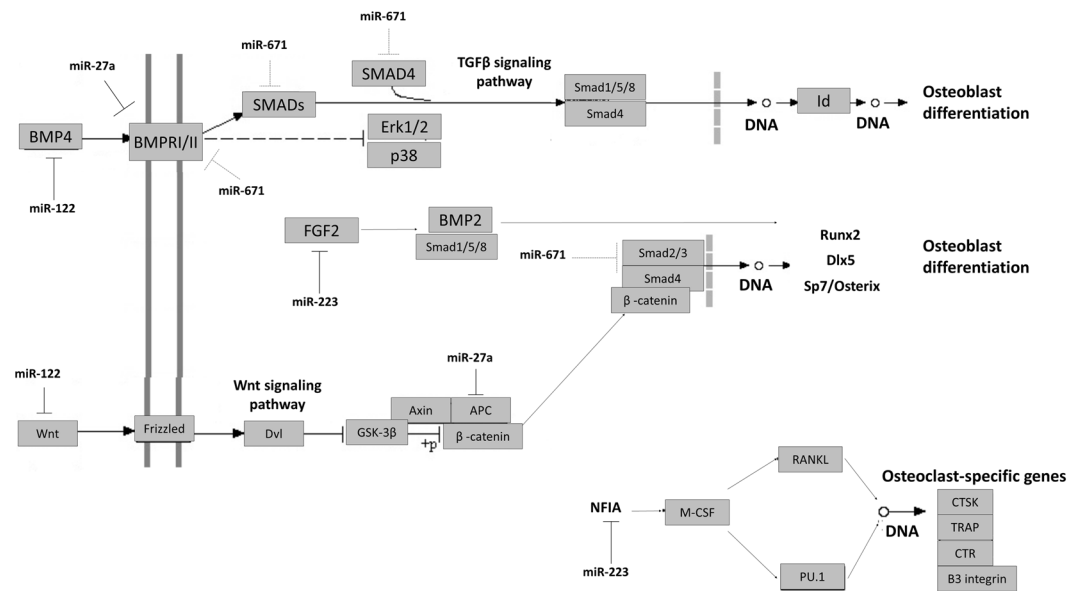 miR-671
miR-671
miR-27a
SMAD4
TGFβ signaling
pathway
SMADs
Smad1/5/8
Smad4
Id
DNA
DNA
Osteoblast
differentiation
BMP4
BMPRI/II
Erk1/2
p38
miR-671
miR-122
FGF2
BMP2
Smad1/5/8
miR-223
miR-671
Smad2/3
Smad4
β -catenin
DNA
Runx2
Dlx5
Sp7/Osterix
Osteoblast
differentiation
miR-27a
miR-122
Wnt signaling
pathway
Wnt
Frizzled
Dvl
GSK-3β
Axin
APC
+p
β -catenin
RANKL
NFIA
M-CSF
PU.1
miR-223
DNA
Osteoclast-specific genes
CTSK
TRAP
CTR
B3 integrin